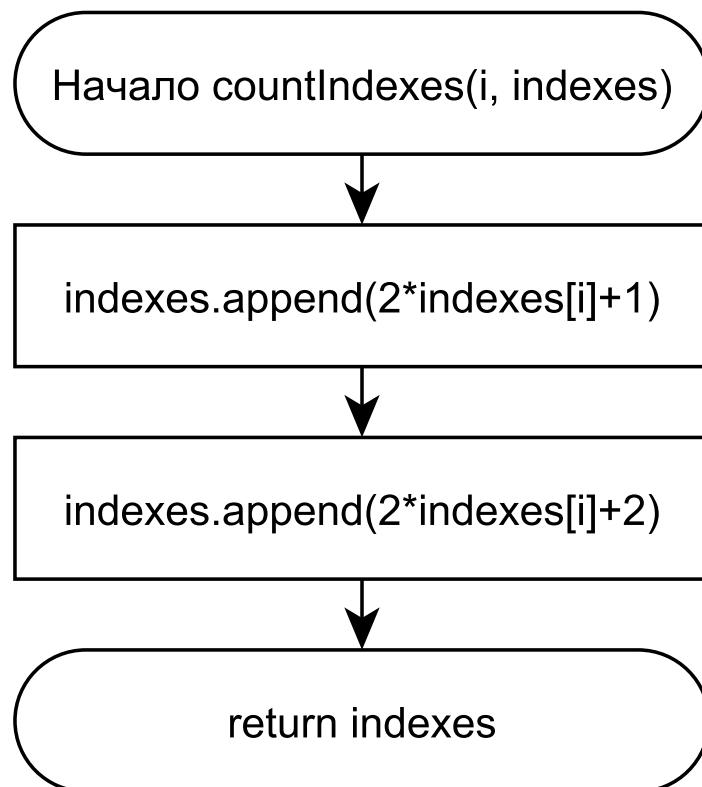 Начало countIndexes(i, indexes)
indexes.append(2*indexes[i]+1)
indexes.append(2*indexes[i]+2)
return indexes